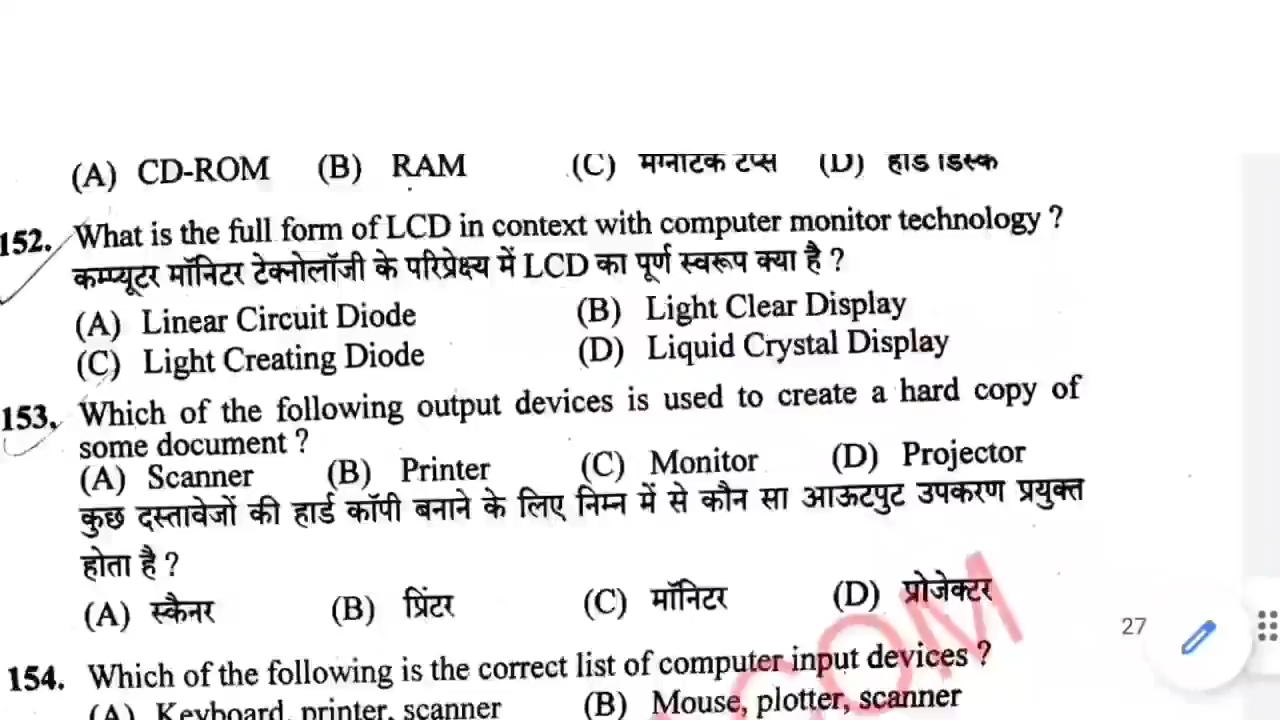 (A) CD-ROM (B) RAM (C) मैग्नेटिक टेप्स (D) हार्ड डिस्क
152. What is the full form of LCD in context with computer monitor technology ?
कम्प्यूटर मॉनिटर टेक्नोलॉजी के परिप्रेक्ष्य में LCD का पूर्ण स्वरूप क्या है ?
(A) Linear Circuit Diode (B) Light Clear Display
(C) Light Creating Diode (D) Liquid Crystal Display
153. Which of the following output devices is used to create a hard copy of
some document ?
(A) Scanner (B) Printer (C) Monitor (D) Projector
कुछ दस्तावेजों की हार्ड कॉपी बनाने के लिए निम्न में से कौन सा आऊटपुट उपकरण प्रयुक्त
होता है ?
(A) स्कैनर (B) प्रिंटर (C) मॉनिटर (D) प्रोजेक्टर
27
COM
154. Which of the following is the correct list of computer input devices ?
(A) Keyboard, printer, scanner (B) Mouse, plotter, scanner